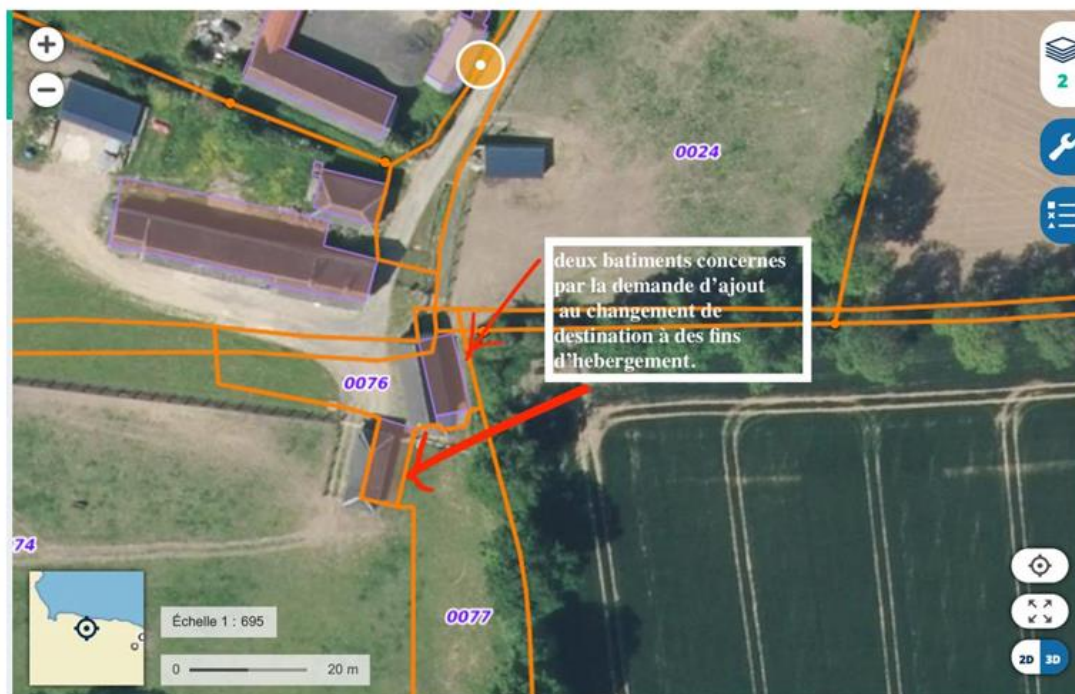 2
0024
deux batiments concernes
par la demande d’ajout
au changement de
destination à des fins
d’hebergement.
0076
74
0077
Échelle 1 : 695
0 20 m
2D 3D